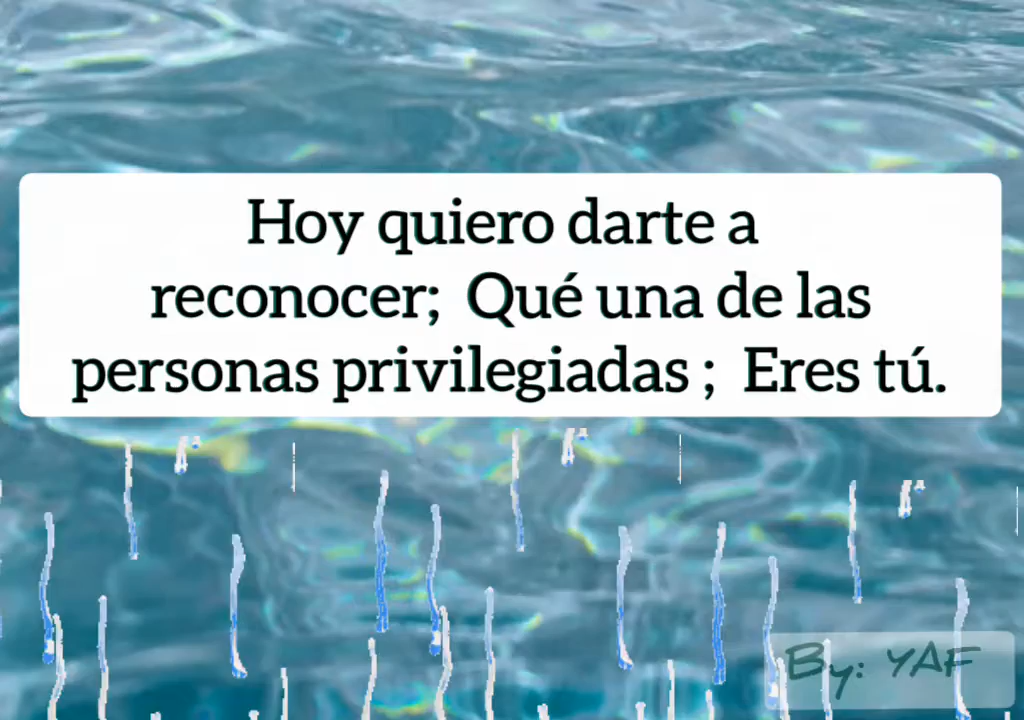 Hoy quiero darte a
reconocer; Qué una de las
personas privilegiadas ; Eres tú.
By: YAF